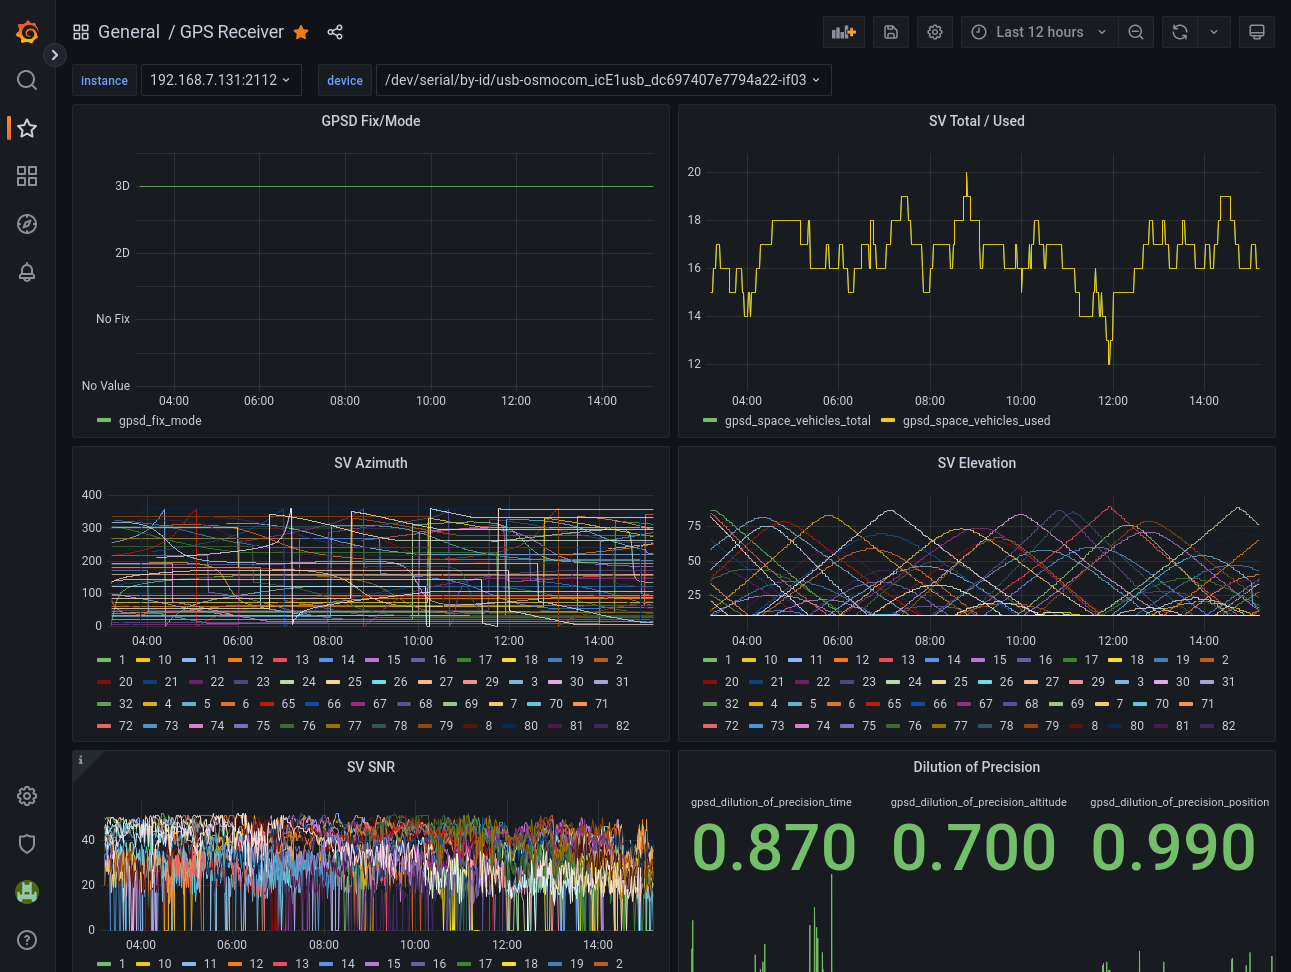 General / GPS Receiver
Last 12 hours
instance 192.168.7.131:2112 device /dev/serial/by-id/usb-osmocom_icE1usb_dc697407e7794a22-if03
GPSD Fix/Mode
3D
2D
No Fix
No Value
04:00 06:00 08:00 10:00 12:00 14:00
gpsd_fix_mode
SV Total / Used
20
18
16
14
12
04:00 06:00 08:00 10:00 12:00 14:00
gpsd_space_vehicles_total gpsd_space_vehicles_used
SV Azimuth
400
300
200
100
0
04:00 06:00 08:00 10:00 12:00 14:00
1 10 11 12 13 14 15 16 17 18 19 2
20 21 22 23 24 25 26 27 29 3 30 31
32 4 5 6 65 66 67 68 69 7 70 71
72 73 74 75 76 77 78 79 8 80 81 82
SV Elevation
75
50
25
04:00 06:00 08:00 10:00 12:00 14:00
1 10 11 12 13 14 15 16 17 18 19 2
20 21 22 23 24 25 26 27 29 3 30 31
32 4 5 6 65 66 67 68 69 7 70 71
72 73 74 75 76 77 78 79 8 80 81 82
i
SV SNR
40
20
0
04:00 06:00 08:00 10:00 12:00 14:00
1 10 11 12 13 14 15 16 17 18 19 2
Dilution of Precision
gpsd_dilution_of_precision_time gpsd_dilution_of_precision_altitude gpsd_dilution_of_precision_position
0.870 0.700 0.990